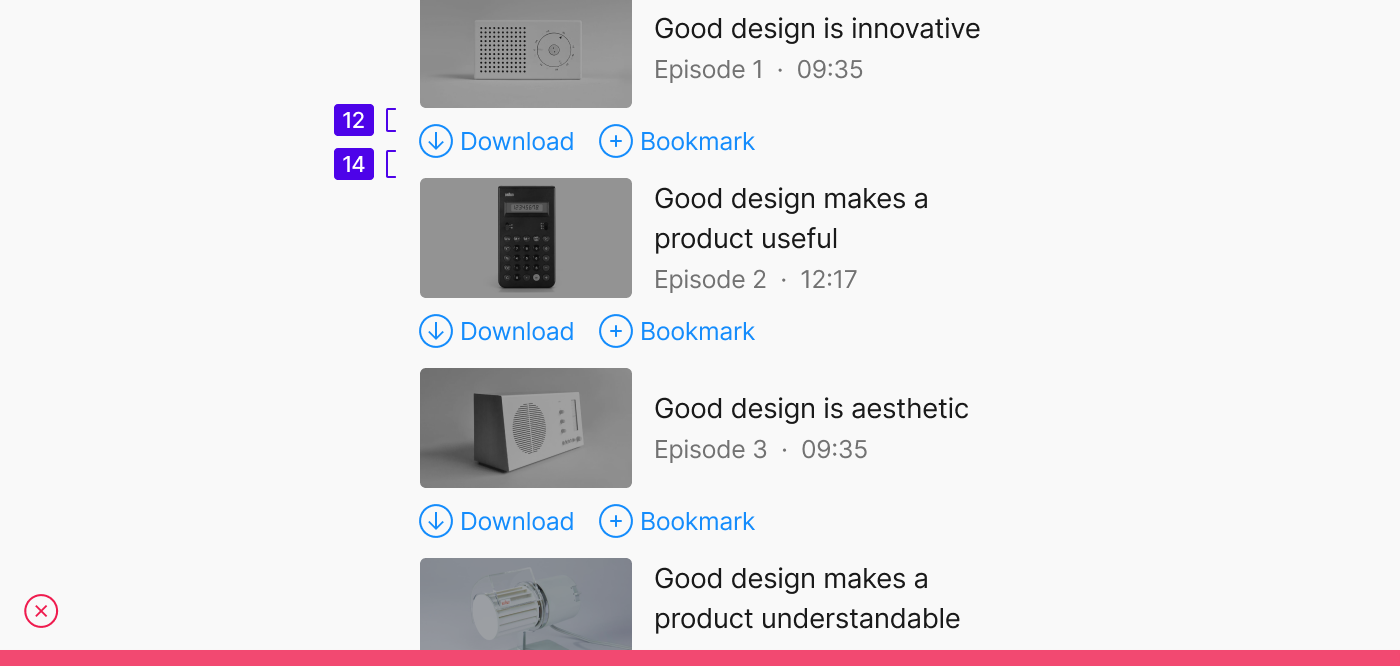 Good design is innovative
Episode 1 · 09:35
12
Download
Bookmark
14
Good design makes a
product useful
Episode 2 · 12:17
Download
Bookmark
Good design is aesthetic
Episode 3 · 09:35
Download
Bookmark
Good design makes a
product understandable